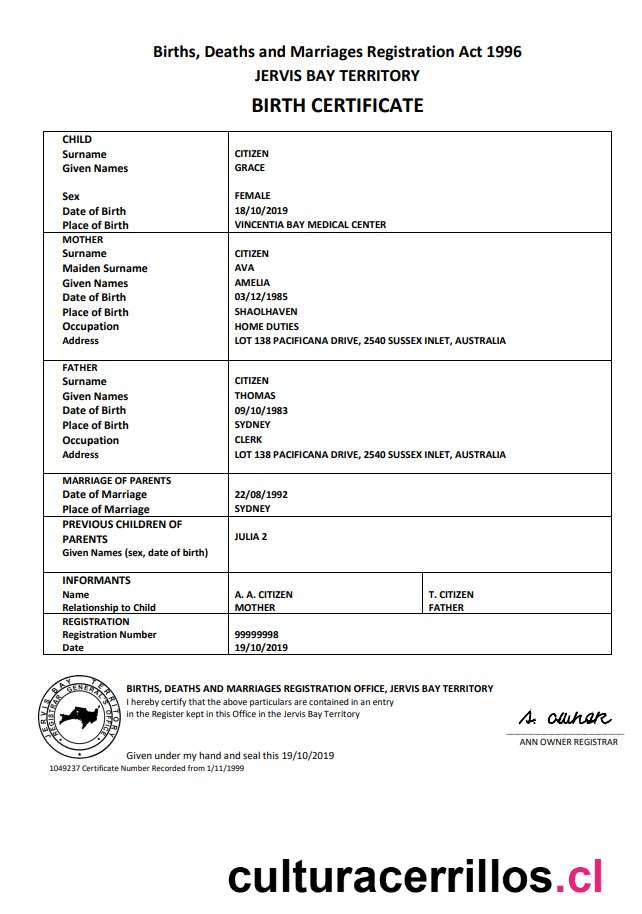 Births, Deaths and Marriages Registration Act 1996
JERVIS BAY TERRITORY
BIRTH CERTIFICATE
CHILD
Surname CITIZEN
Given Names GRACE
Sex FEMALE
Date of Birth 18/10/2019
Place of Birth VINCENTIA BAY MEDICAL CENTER
MOTHER
Surname CITIZEN
Maiden Surname AVA
Given Names AMELIA
Date of Birth 03/12/1985
Place of Birth SHAOLHAVEN
Occupation HOME DUTIES
Address LOT 138 PACIFICANA DRIVE, 2540 SUSSEX INLET, AUSTRALIA
FATHER
Surname CITIZEN
Given Names THOMAS
Date of Birth 09/10/1983
Place of Birth SYDNEY
Occupation CLERK
Address LOT 138 PACIFICANA DRIVE, 2540 SUSSEX INLET, AUSTRALIA
MARRIAGE OF PARENTS
Date of Marriage 22/08/1992
Place of Marriage SYDNEY
PREVIOUS CHILDREN OF
PARENTS JULIA 2
Given Names (sex, date of birth)
INFORMANTS
Name A. A. CITIZEN T. CITIZEN
Relationship to Child MOTHER FATHER
REGISTRATION
Registration Number 99999998
Date 19/10/2019
JERVIS BAY TERRITORY
REGISTRAR GENERAL'S OFFICE
BIRTHS, DEATHS AND MARRIAGES REGISTRATION OFFICE, JERVIS BAY TERRITORY
I hereby certify that the above particulars are contained in an entry
in the Register kept in this Office in the Jervis Bay Territory
s. owner
ANN OWNER REGISTRAR
Given under my hand and seal this 19/10/2019
1049237 Certificate Number Recorded from 1/11/1999
culturacerrillos.cl